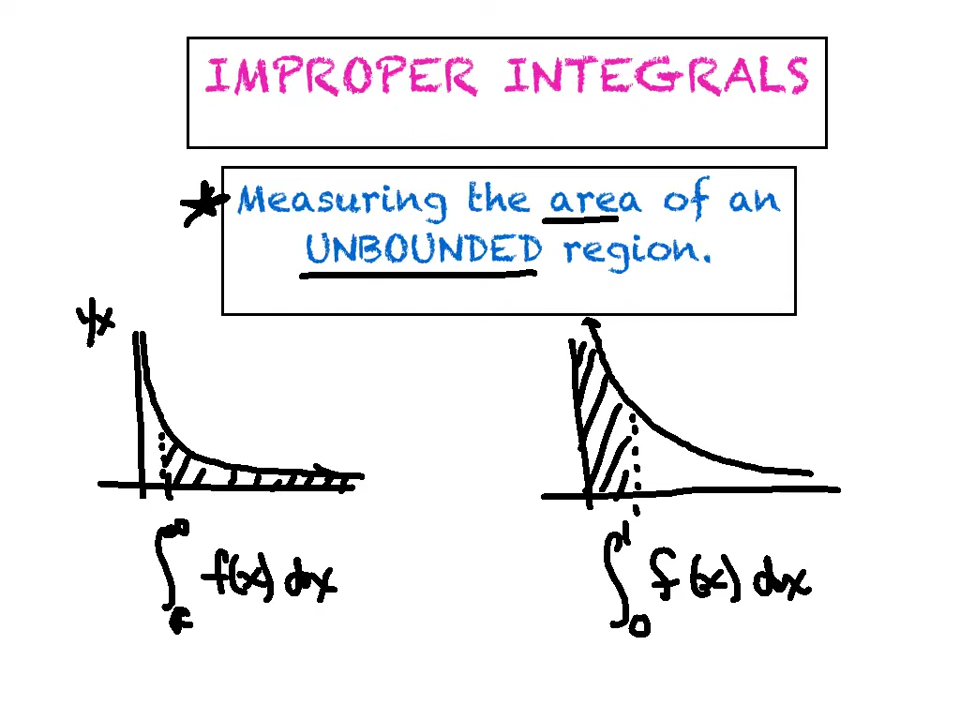 IMPROPER INTEGRALS
Measuring the area of an
UNBOUNDED region.
1/x
∫ f(x) dx
∫₀¹ f(x) dx